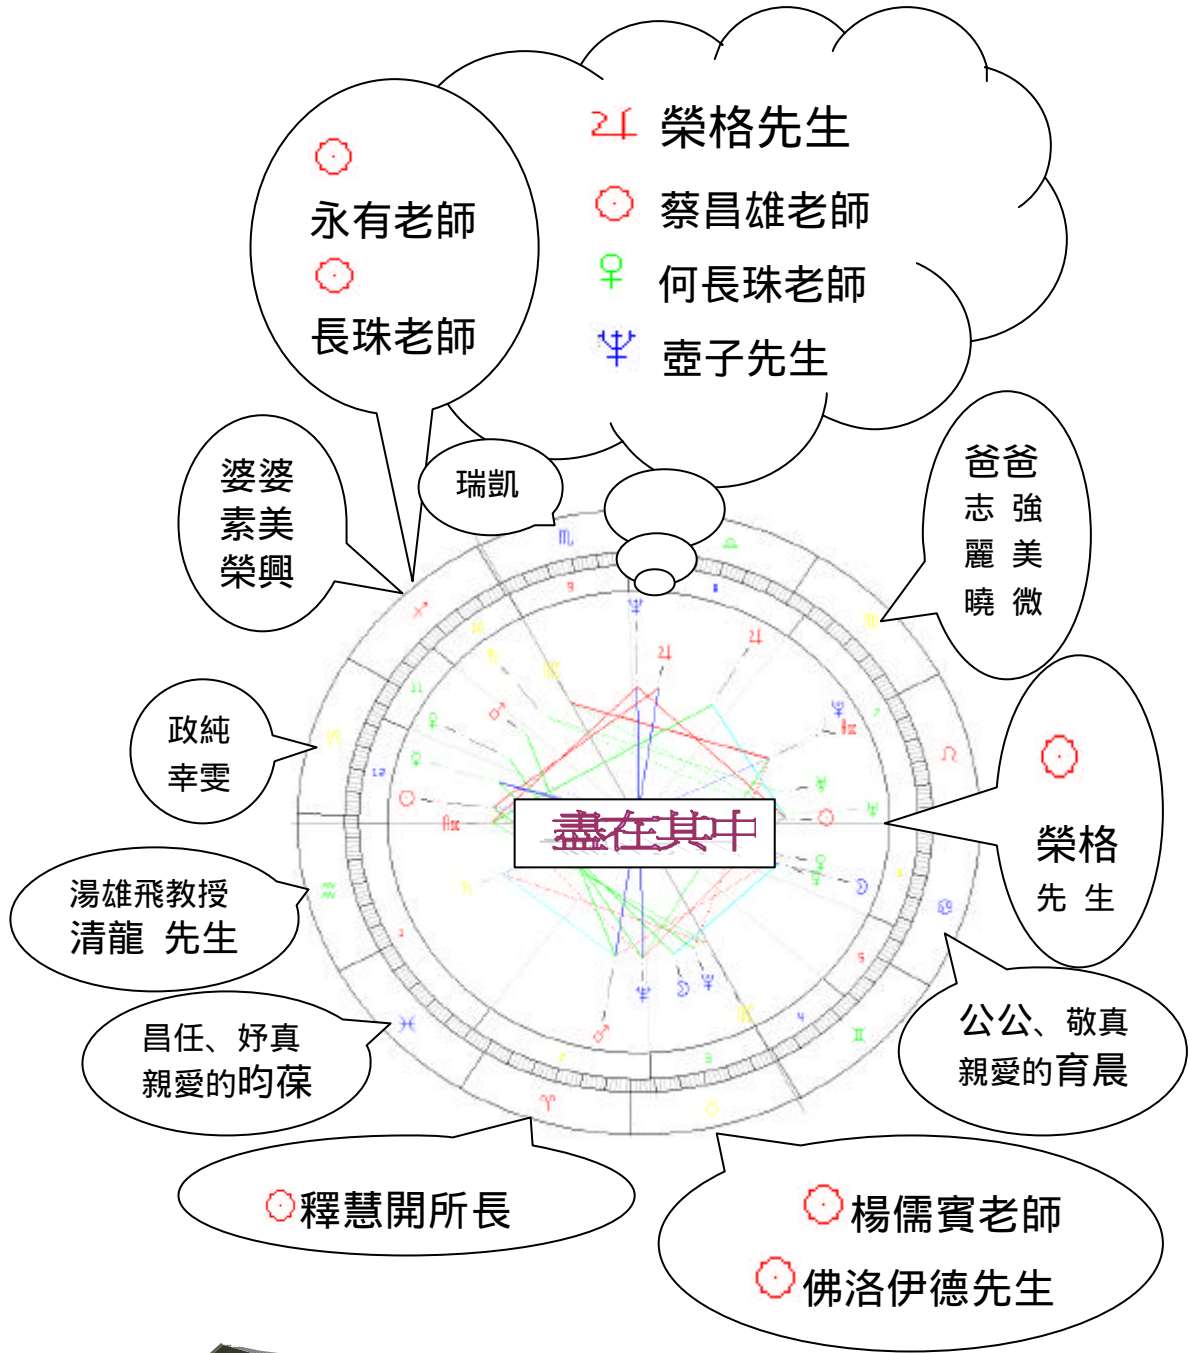 ♃ 榮格先生
☉ 蔡昌雄老師
♀ 何長珠老師
♆ 壺子先生
☉
永有老師
☉
長珠老師
婆婆
素美
榮興
瑞凱
爸爸
志 強
麗 美
曉 微
政純
幸雯
☉
榮格
先 生
盡在其中
湯雄飛教授
清龍 先生
昌任、妤真
親愛的昀葆
公公、敬真
親愛的育晨
☉釋慧開所長
☉楊儒賓老師
☉佛洛伊德先生